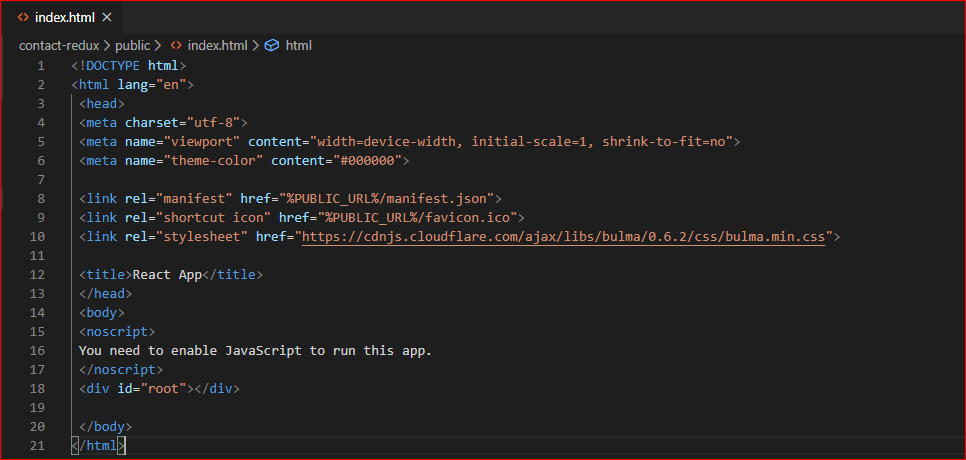 index.html
contact-redux > public > index.html > html
1 <!DOCTYPE html>
2 <html lang="en">
3 <head>
4 <meta charset="utf-8">
5 <meta name="viewport" content="width=device-width, initial-scale=1, shrink-to-fit=no">
6 <meta name="theme-color" content="#000000">
7
8 <link rel="manifest" href="%PUBLIC_URL%/manifest.json">
9 <link rel="shortcut icon" href="%PUBLIC_URL%/favicon.ico">
10 <link rel="stylesheet" href="https://cdnjs.cloudflare.com/ajax/libs/bulma/0.6.2/css/bulma.min.css">
11
12 <title>React App</title>
13 </head>
14 <body>
15 <noscript>
16 You need to enable JavaScript to run this app.
17 </noscript>
18 <div id="root"></div>
19
20 </body>
21 </html>